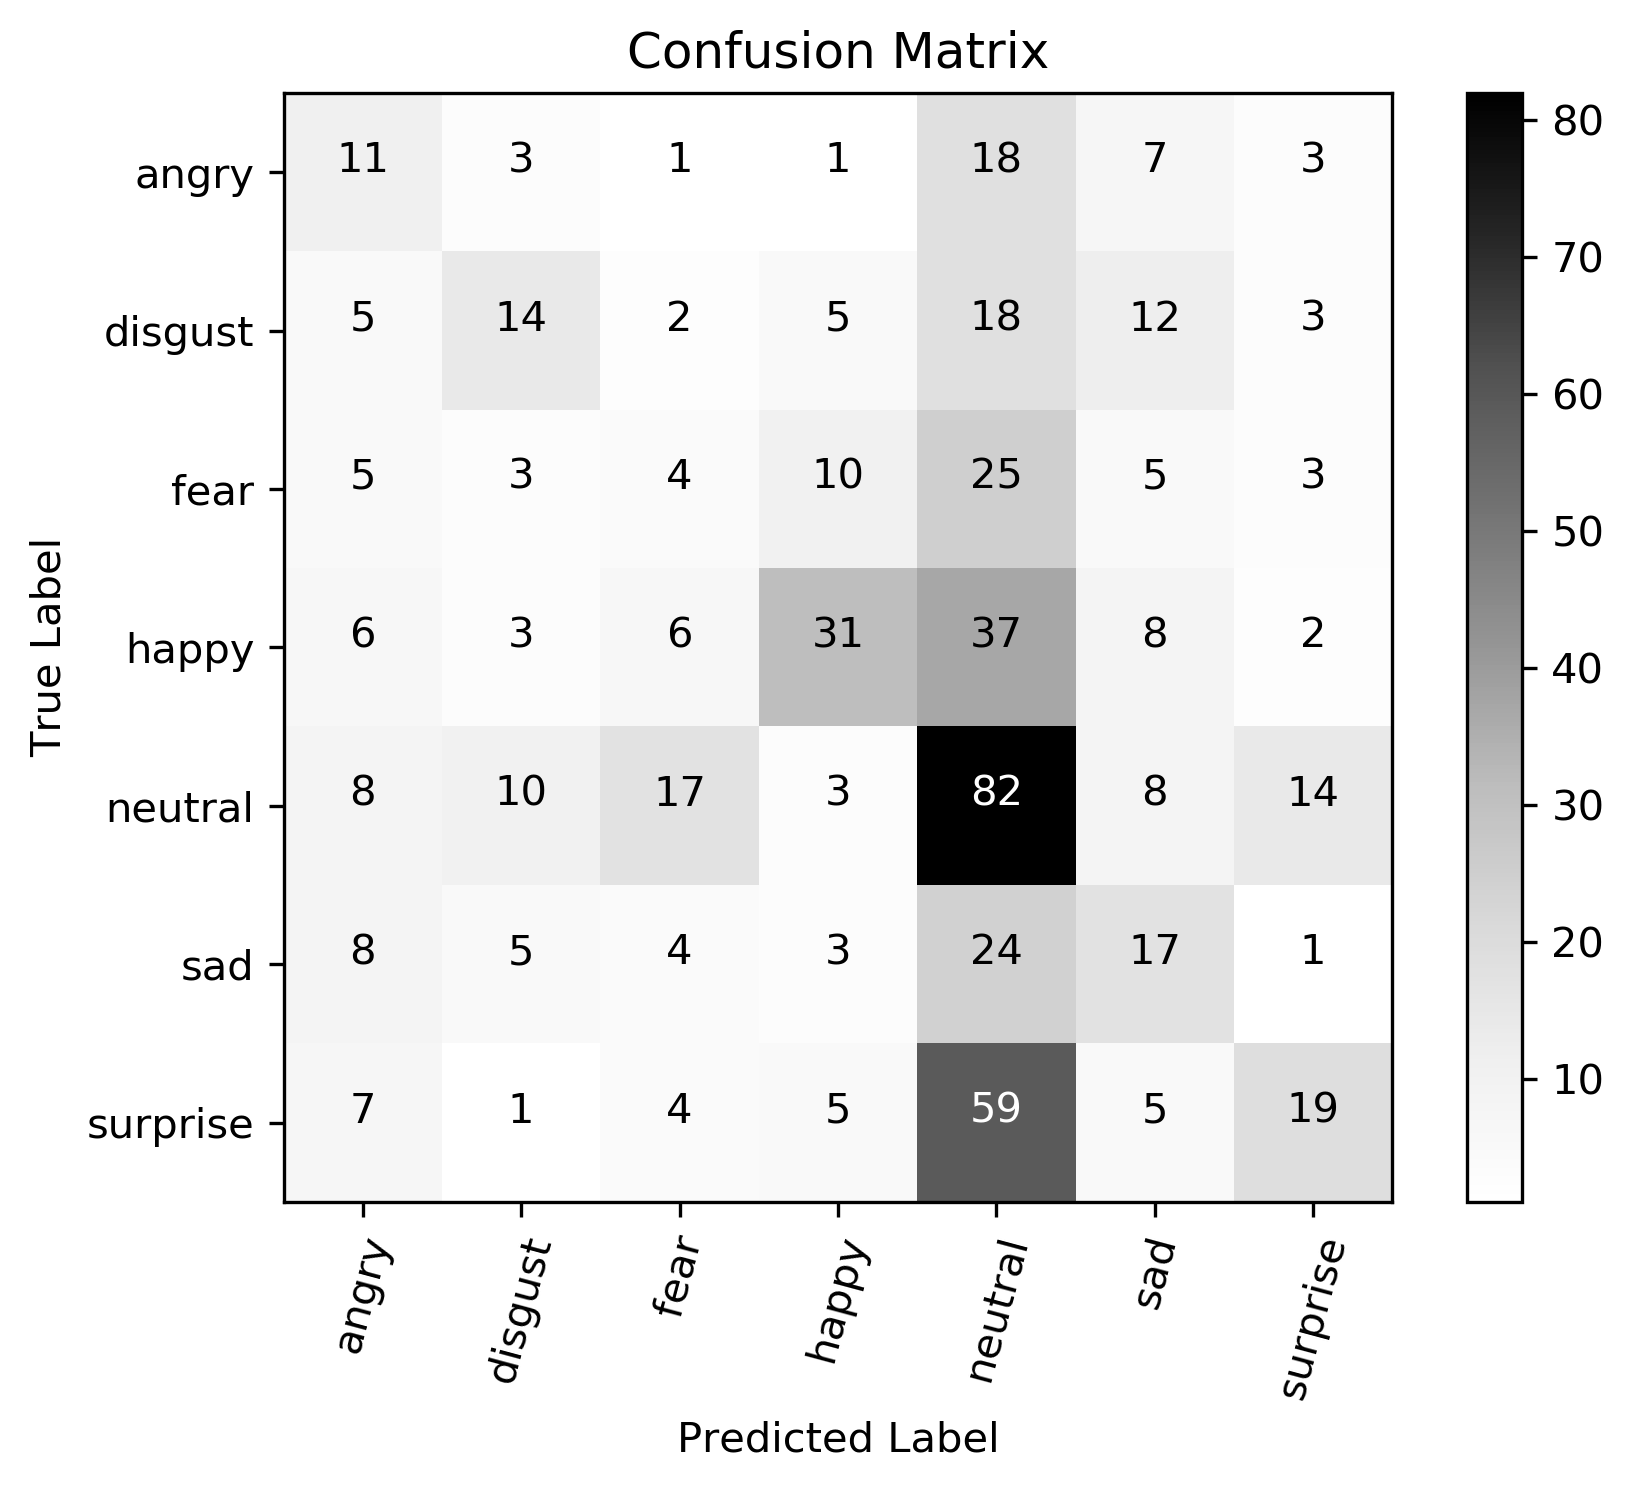 Confusion Matrix
angry 11 3 1 1 18 7 3
disgust 5 14 2 5 18 12 3
fear 5 3 4 10 25 5 3
happy 6 3 6 31 37 8 2
neutral 8 10 17 3 82 8 14
sad 8 5 4 3 24 17 1
surprise 7 1 4 5 59 5 19
angry disgust fear happy neutral sad surprise
Predicted Label
True Label
80
70
60
50
40
30
20
10